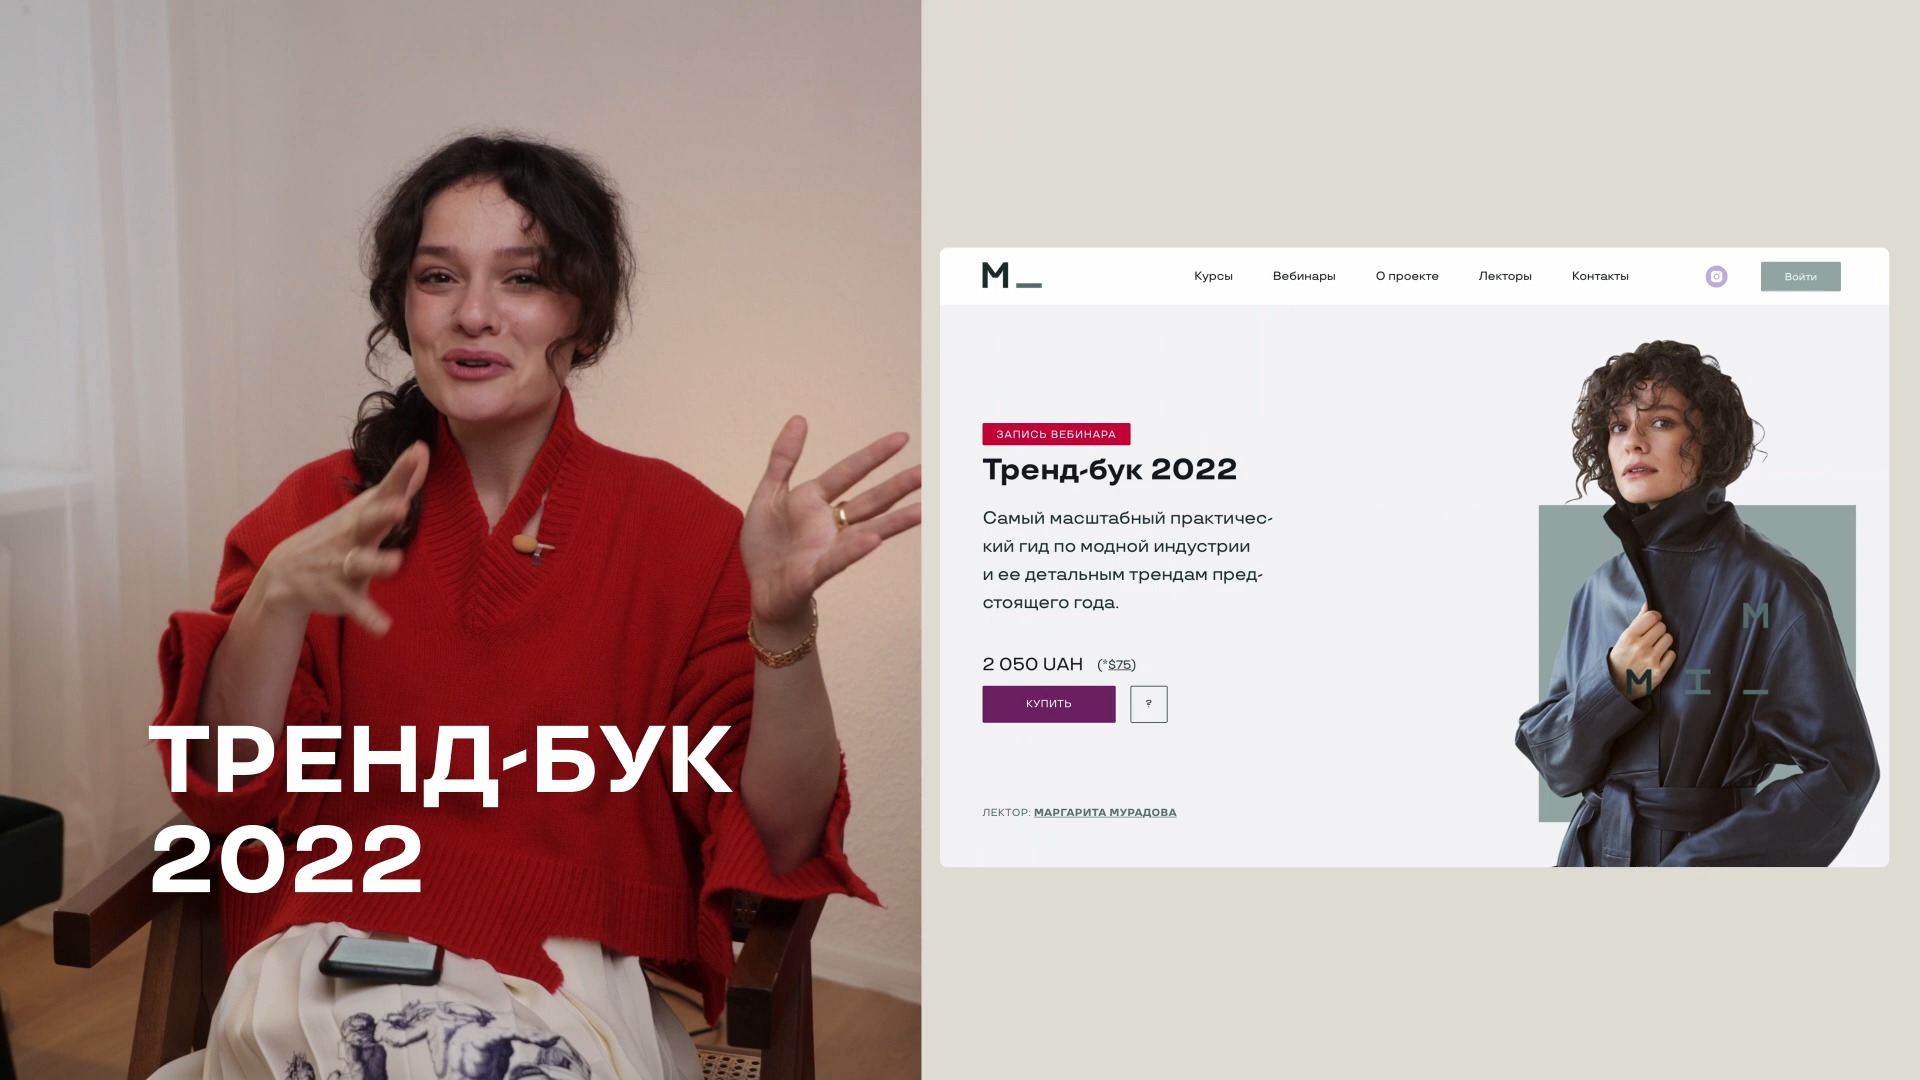 ТРЕНД-БУК
2022
M_
Курсы
Вебинары
О проекте
Лекторы
Контакты
Войти
ЗАПИСЬ ВЕБИНАРА
Тренд-бук 2022
Самый масштабный практичес-
кий гид по модной индустрии
и ее детальным трендам пред-
стоящего года.
2 050 UAH (*$75)
КУПИТЬ
?
ЛЕКТОР: МАРГАРИТА МУРАДОВА
M
M I _